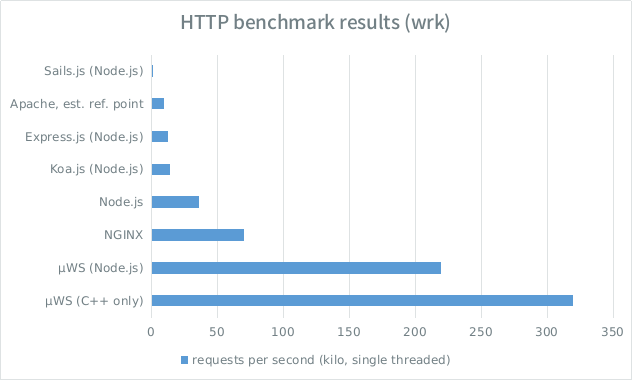 HTTP benchmark results (wrk)
Sails.js (Node.js)
Apache, est. ref. point
Express.js (Node.js)
Koa.js (Node.js)
Node.js
NGINX
µWS (Node.js)
µWS (C++ only)
0 50 100 150 200 250 300 350
requests per second (kilo, single threaded)